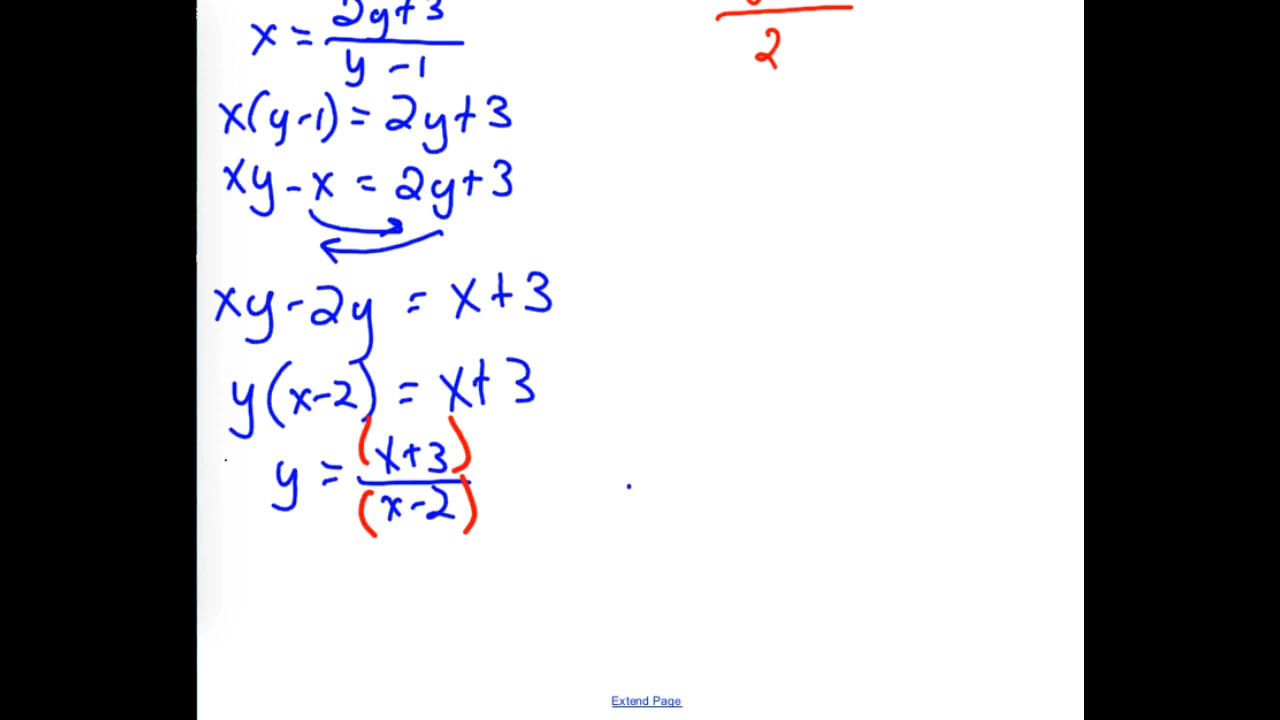 x = 2y+3 / y -1
2
x(y-1) = 2y+3
xy - x = 2y+3
xy - 2y = x+3
y(x-2) = x+3
y = (x+3) / (x-2)
Extend Page